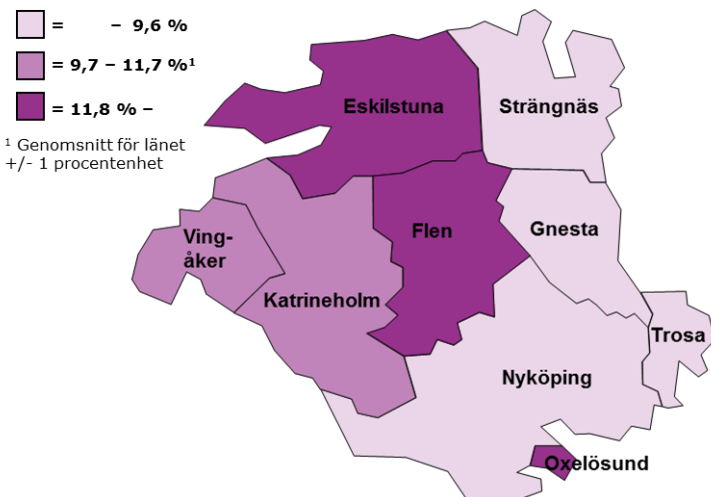 = – 9,6 %
= 9,7 – 11,7 %¹
= 11,8 % –
¹ Genomsnitt för länet
+/- 1 procentenhet
Eskilstuna
Strängnäs
Ving-
åker
Flen
Gnesta
Katrineholm
Trosa
Nyköping
Oxelösund